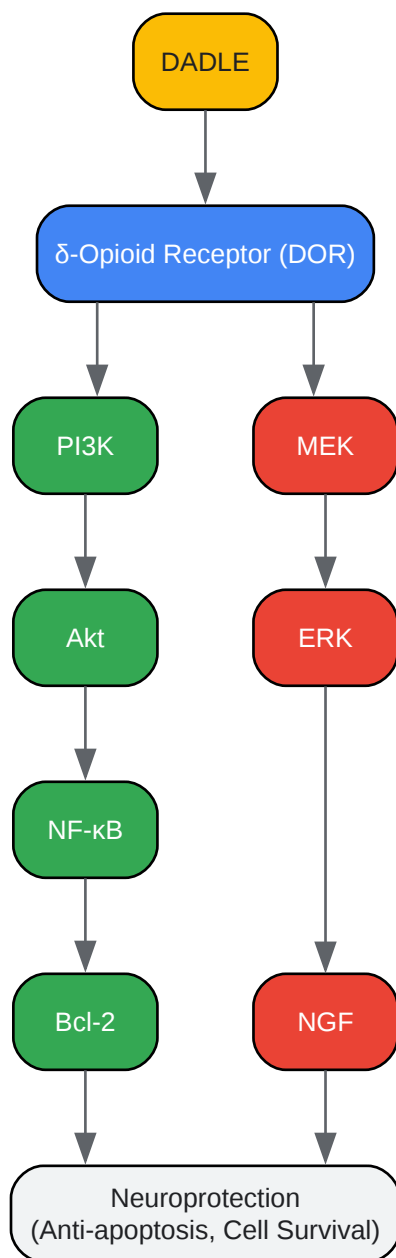 DADLE
δ-Opioid Receptor (DOR)
PI3K
MEK
Akt
ERK
NF-κB
Bcl-2
NGF
Neuroprotection
(Anti-apoptosis, Cell Survival)